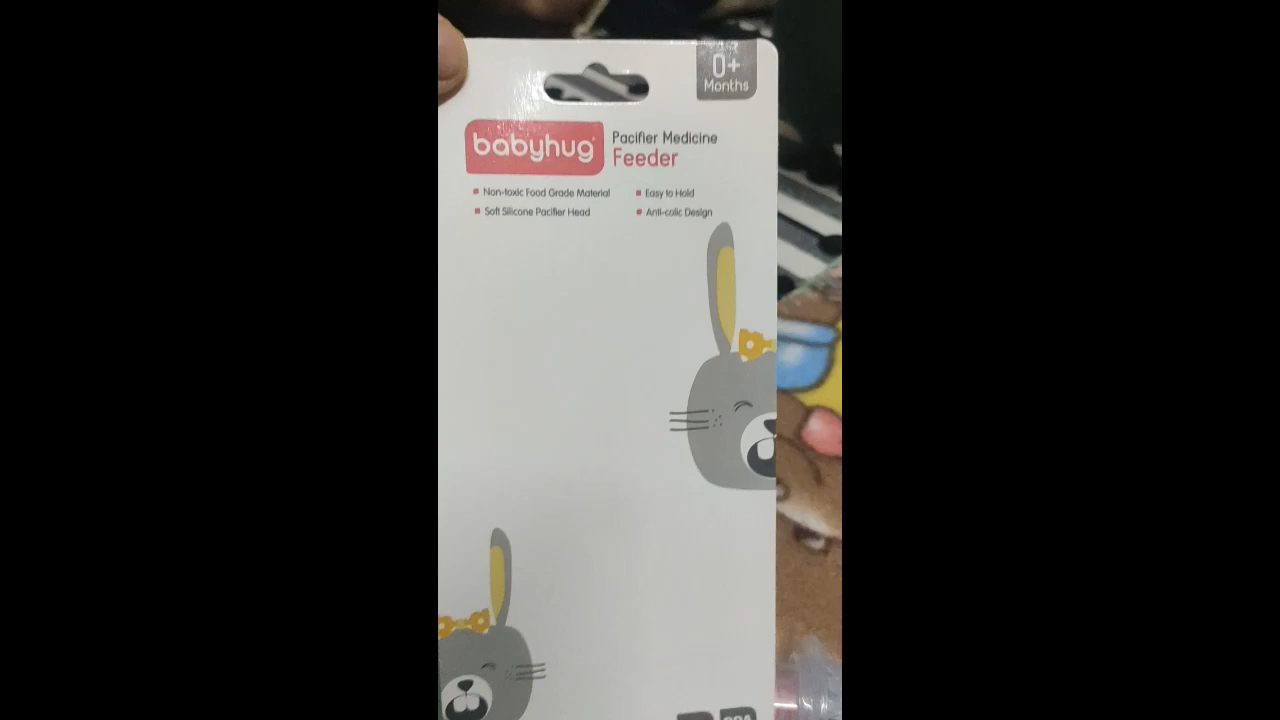 0+
Months
babyhug
Pacifier Medicine
Feeder
Non-toxic Food Grade Material
Easy to Hold
Soft Silicone Pacifier Head
Anti-colic Design